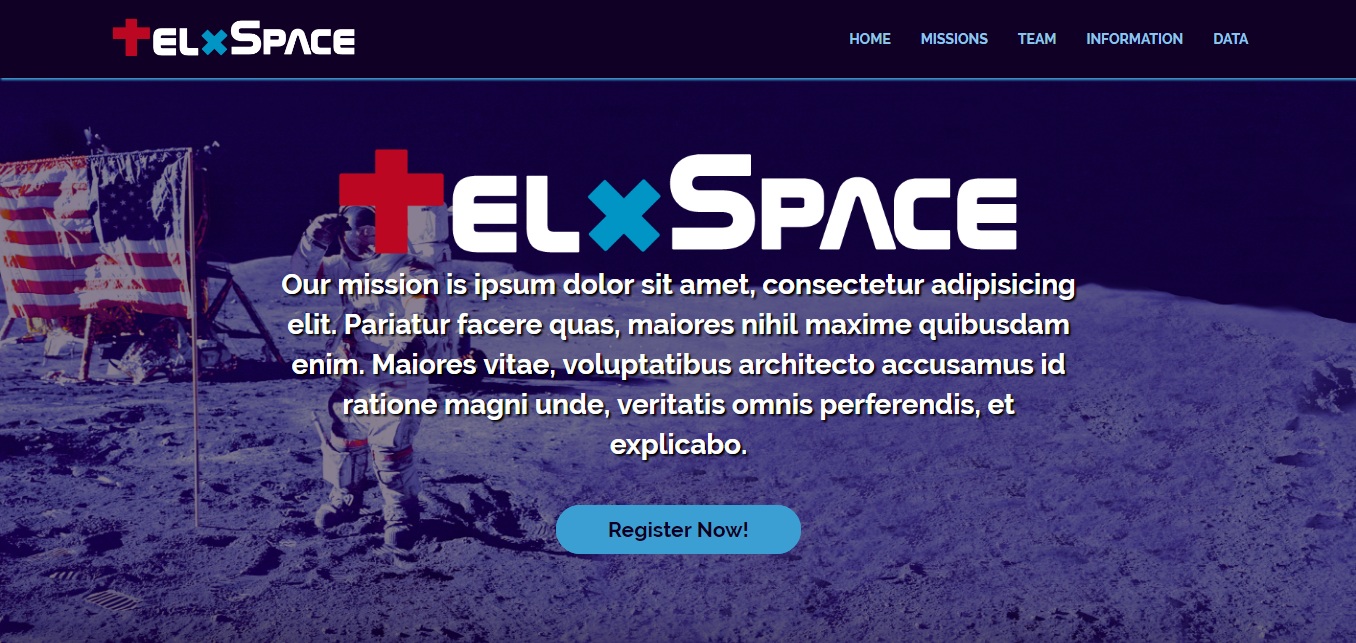 TELXSPACE
HOME MISSIONS TEAM INFORMATION DATA
TELXSPACE
Our mission is ipsum dolor sit amet, consectetur adipisicing
elit. Pariatur facere quas, maiores nihil maxime quibusdam
enim. Maiores vitae, voluptatibus architecto accusamus id
ratione magni unde, veritatis omnis perferendis, et
explicabo.
Register Now!